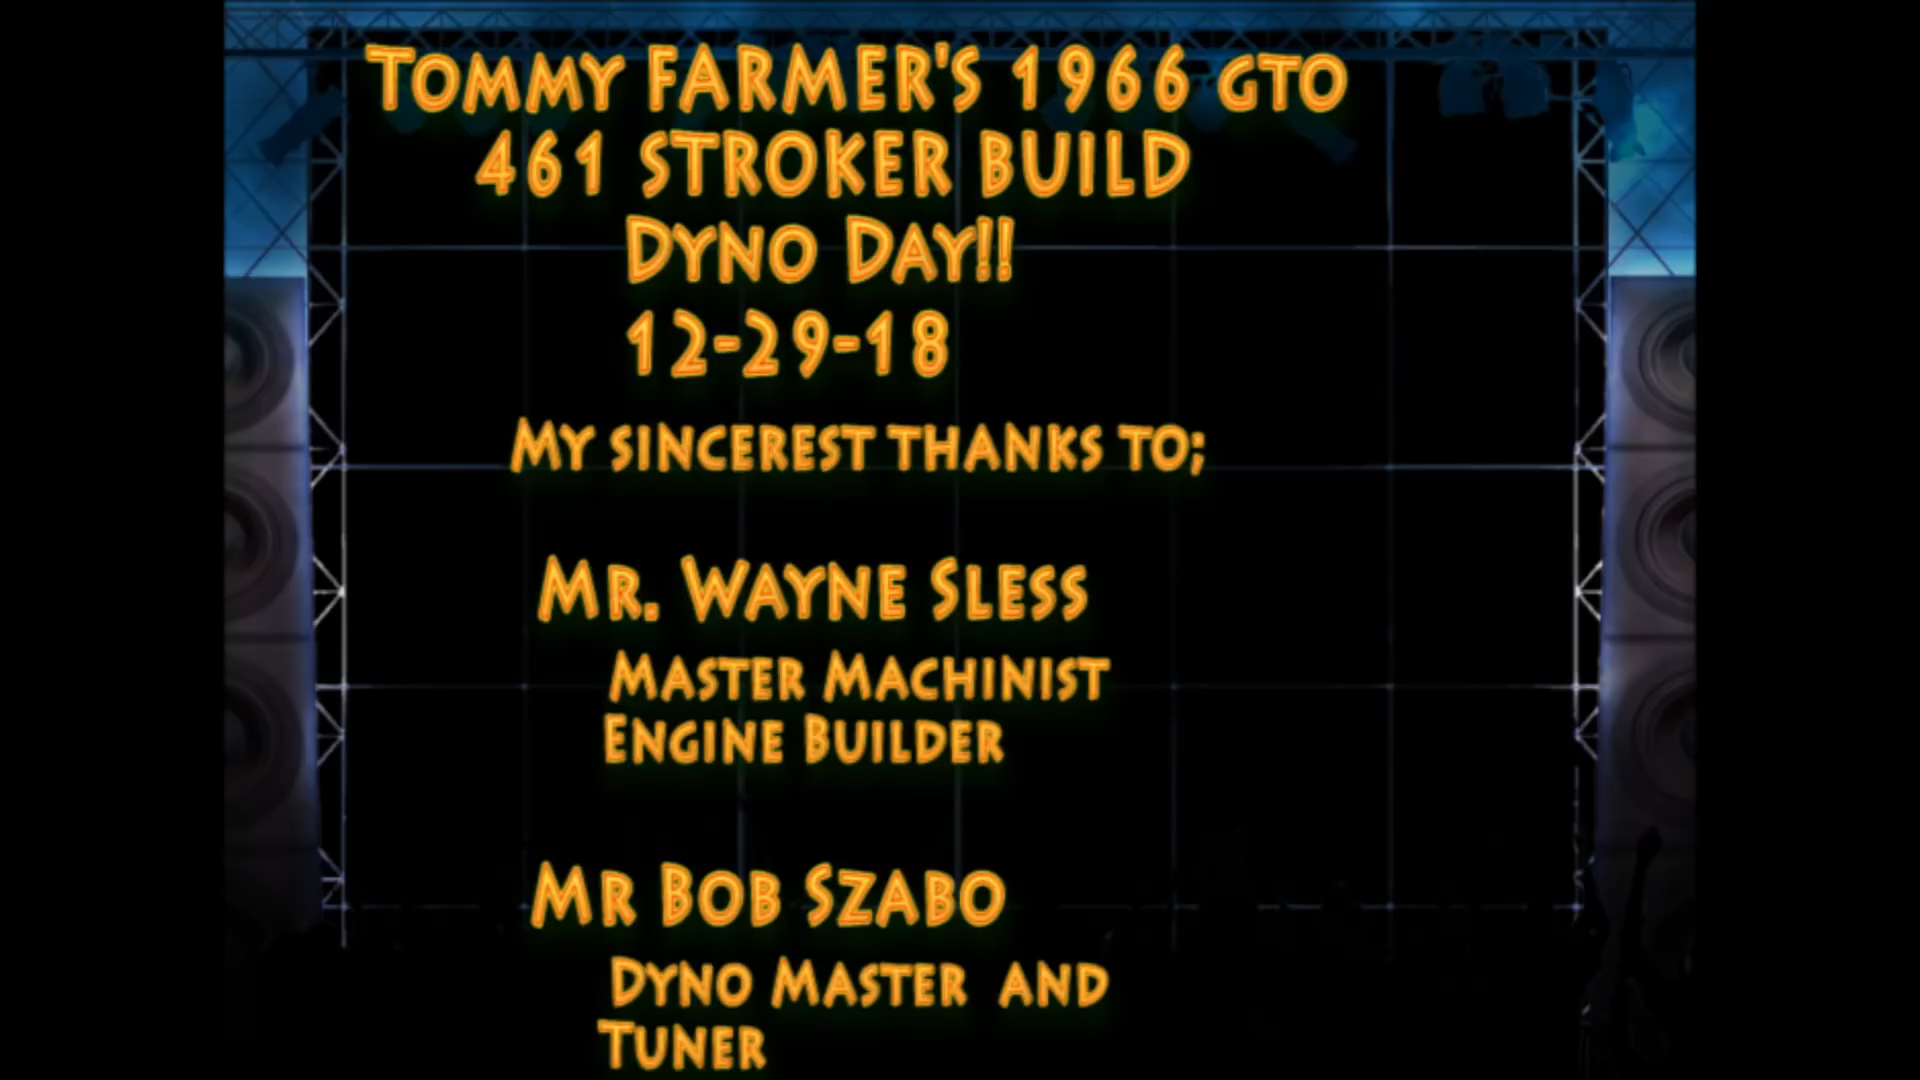 Tommy FARMER'S 1966 GTO
461 STROKER BUILD
DYNO DAY!!
12-29-18
MY SINCEREST THANKS TO;
MR. WAYNE SLESS
MASTER MACHINIST
ENGINE BUILDER
MR BOB SZABO
DYNO MASTER AND
TUNER